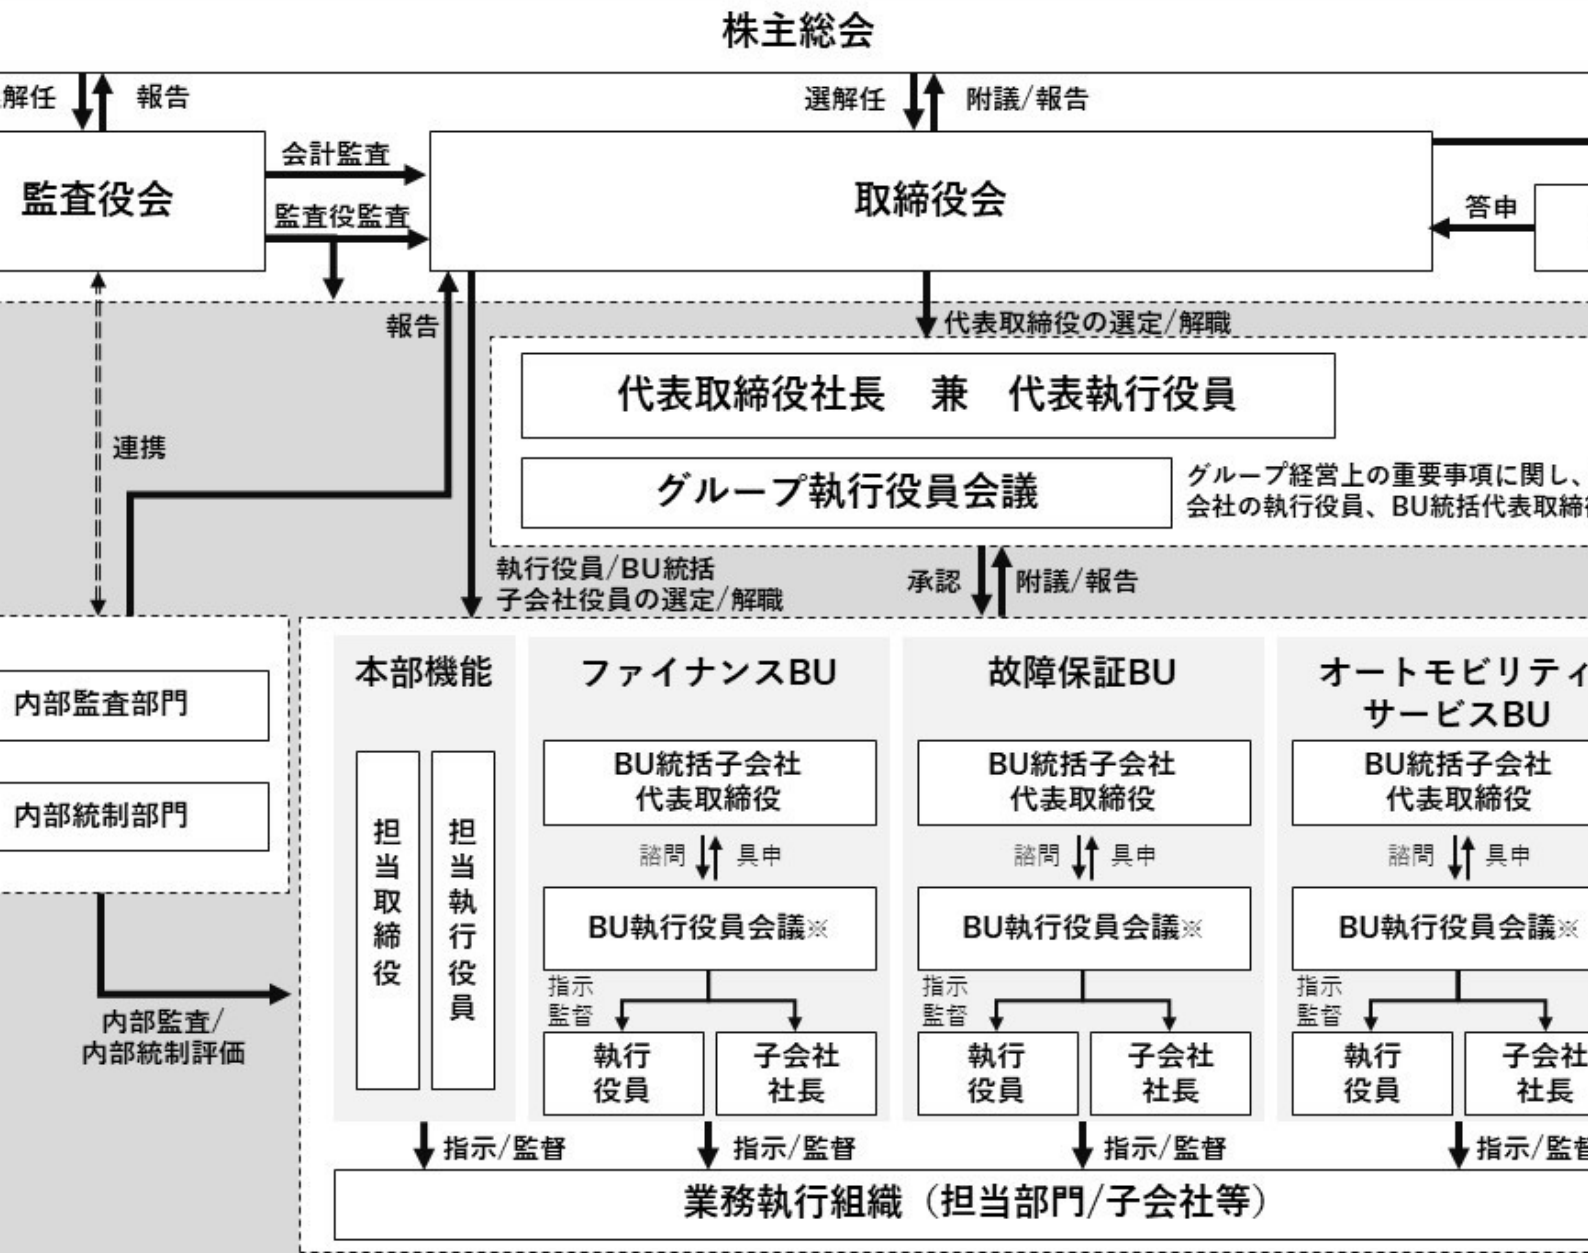 株主総会
解任
報告
選解任
附議/報告
会計監査
監査役会
取締役会
監査役監査
答申
報告
代表取締役の選定/解職
代表取締役社長 兼 代表執行役員
連携
グループ執行役員会議
グループ経営上の重要事項に関し、
会社の執行役員、BU統括代表取締
執行役員/BU統括
子会社役員の選定/解職
承認
附議/報告
内部監査部門
内部統制部門
内部監査/
内部統制評価
本部機能
担当取締役
担当執行役員
指示/監督
ファイナンスBU
BU統括子会社
代表取締役
諮問
具申
BU執行役員会議※
指示
監督
執行
役員
子会社
社長
指示/監督
故障保証BU
BU統括子会社
代表取締役
諮問
具申
BU執行役員会議※
指示
監督
執行
役員
子会社
社長
指示/監督
オートモビリティ
サービスBU
BU統括子会社
代表取締役
諮問
具申
BU執行役員会議※
指示
監督
執行
役員
子会社
社長
指示/監督
業務執行組織（担当部門/子会社等）